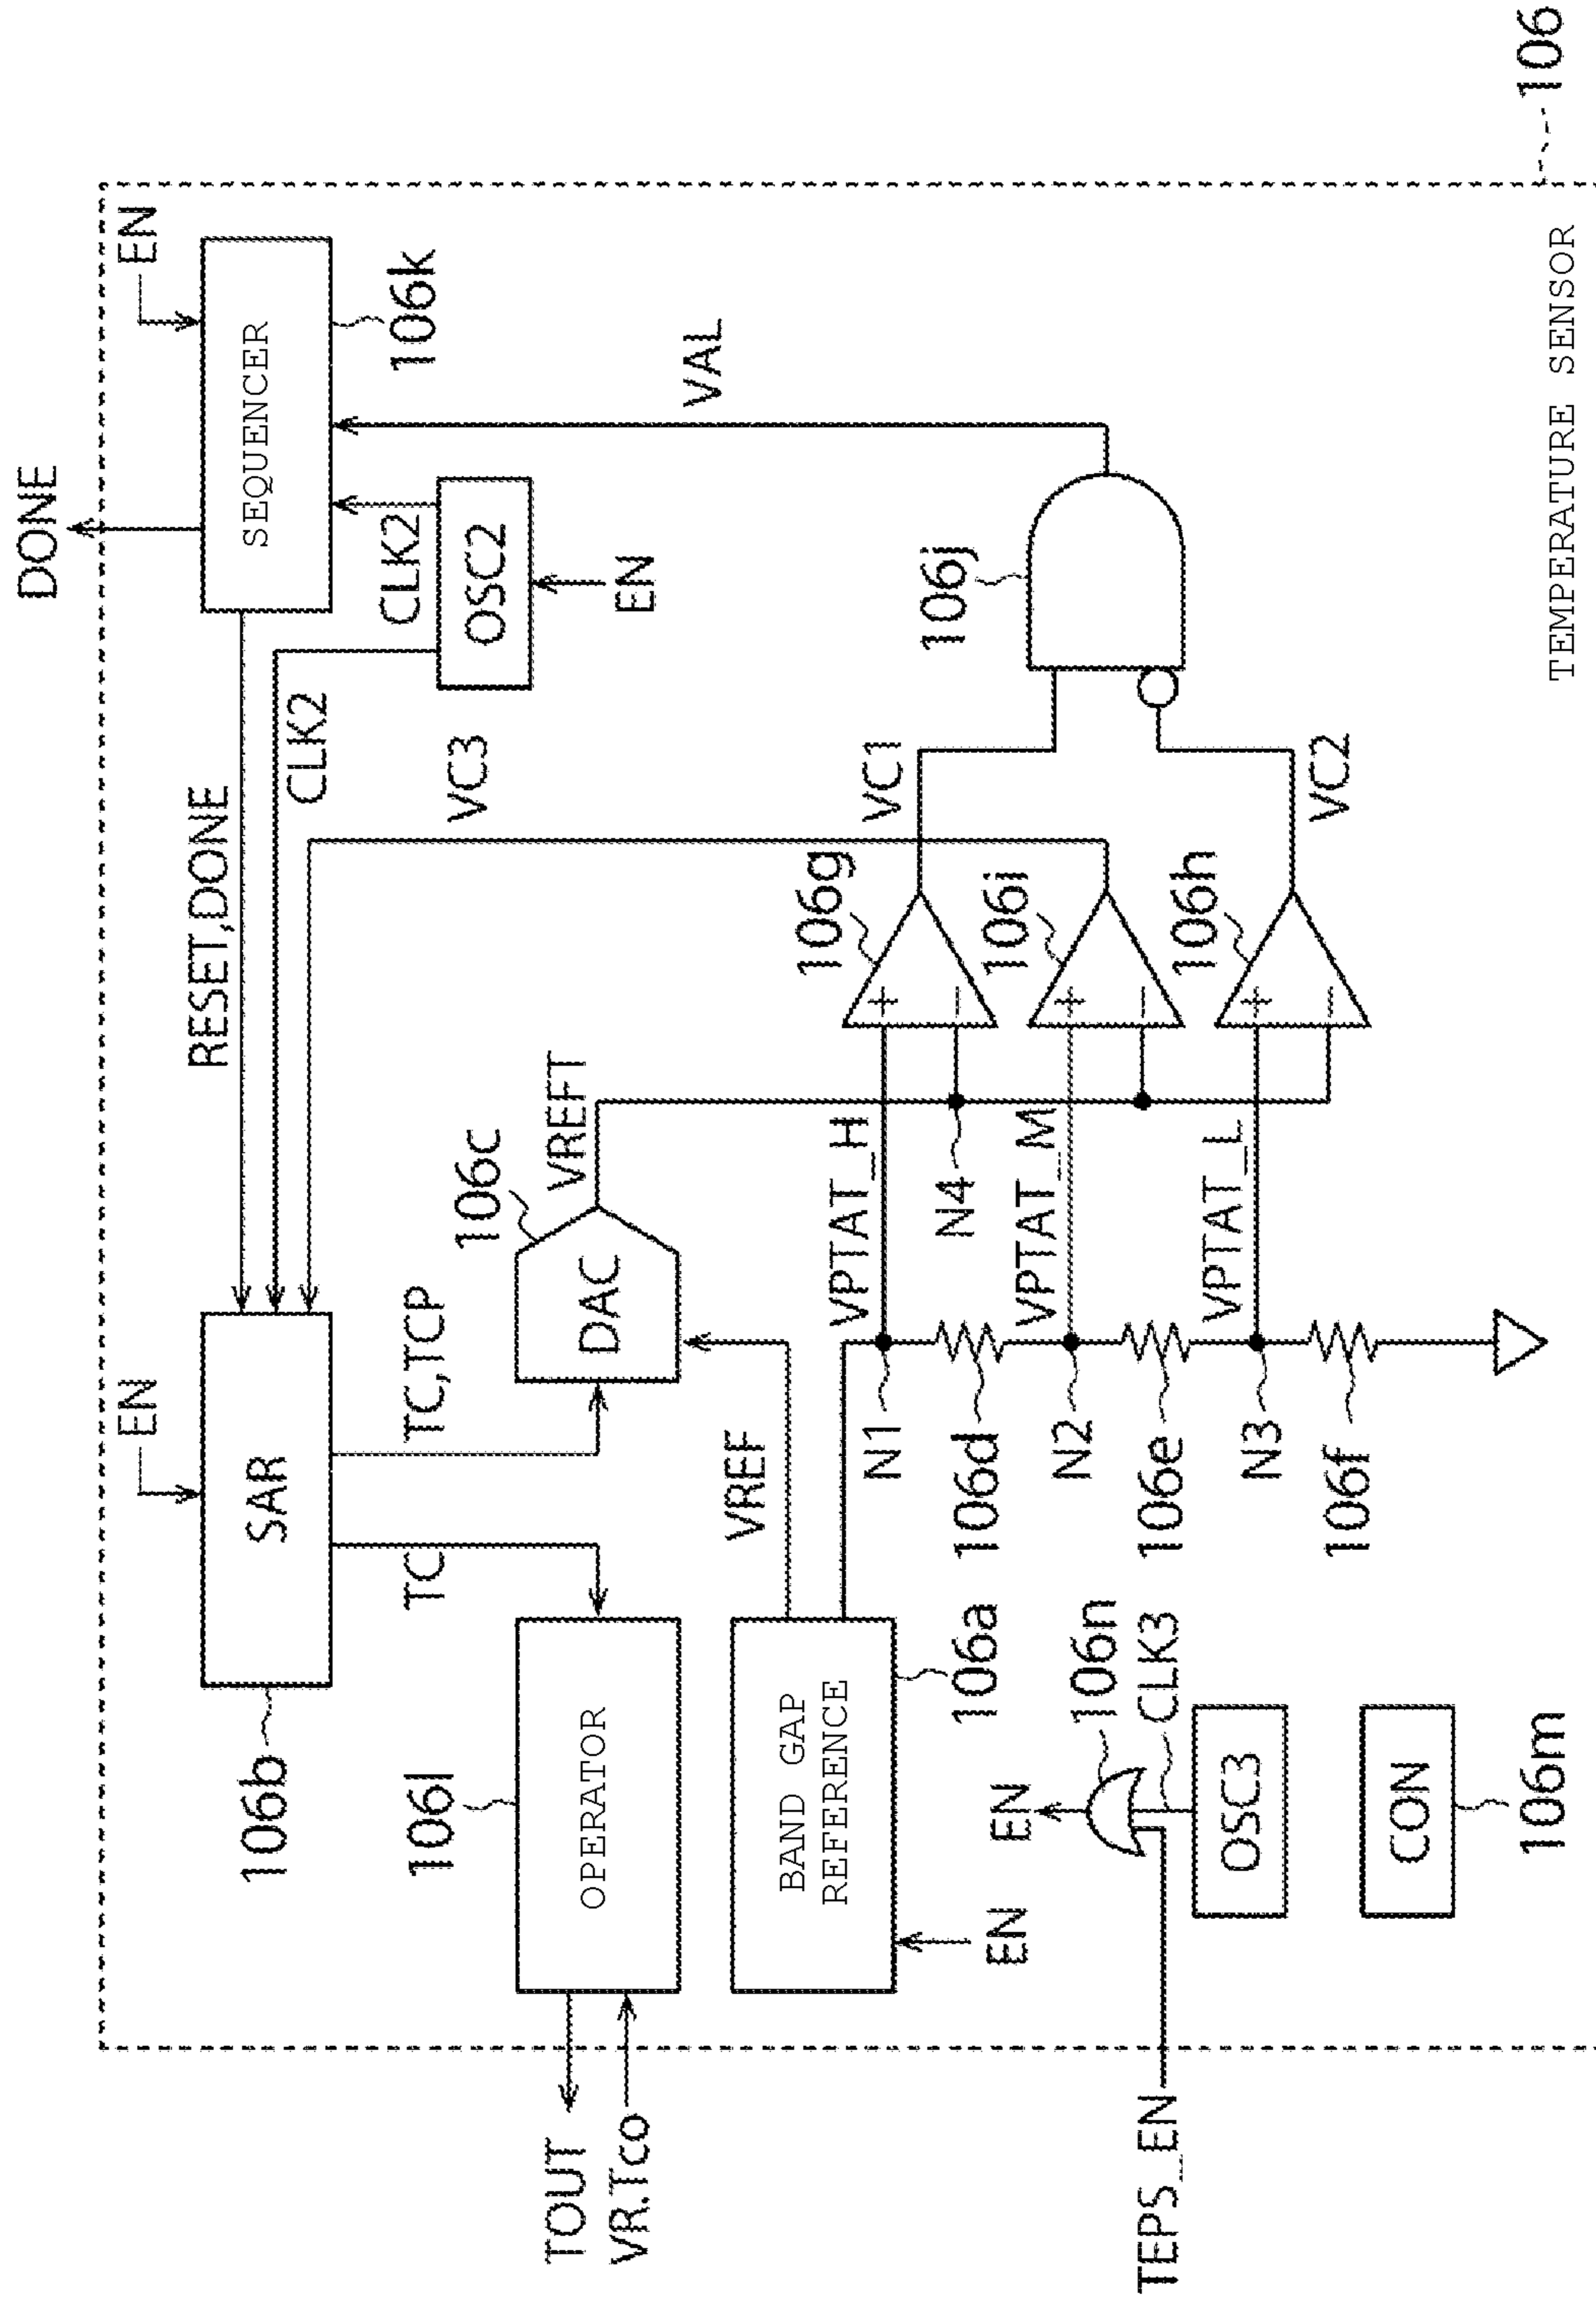 DONE
EN
SEQUENCER
106k
RESET,DONE
CLK2
CLK2
OSC2
EN
VAL
EN
SAR
106b
TC
TC,TCP
VC3
106l
OPERATOR
TOUT
VR.Tco
106c
DAC
VREFT
VREF
BAND GAP
REFERENCE
106a
EN
VPTAT_H
N1
106d
N4
VPTAT_M
N2
106e
VPTAT_L
N3
106f
106g
+
−
106i
+
−
106h
+
−
VC1
VC2
106j
EN
106n
CLK3
TEPS_EN
OSC3
CON
106m
TEMPERATURE SENSOR
106